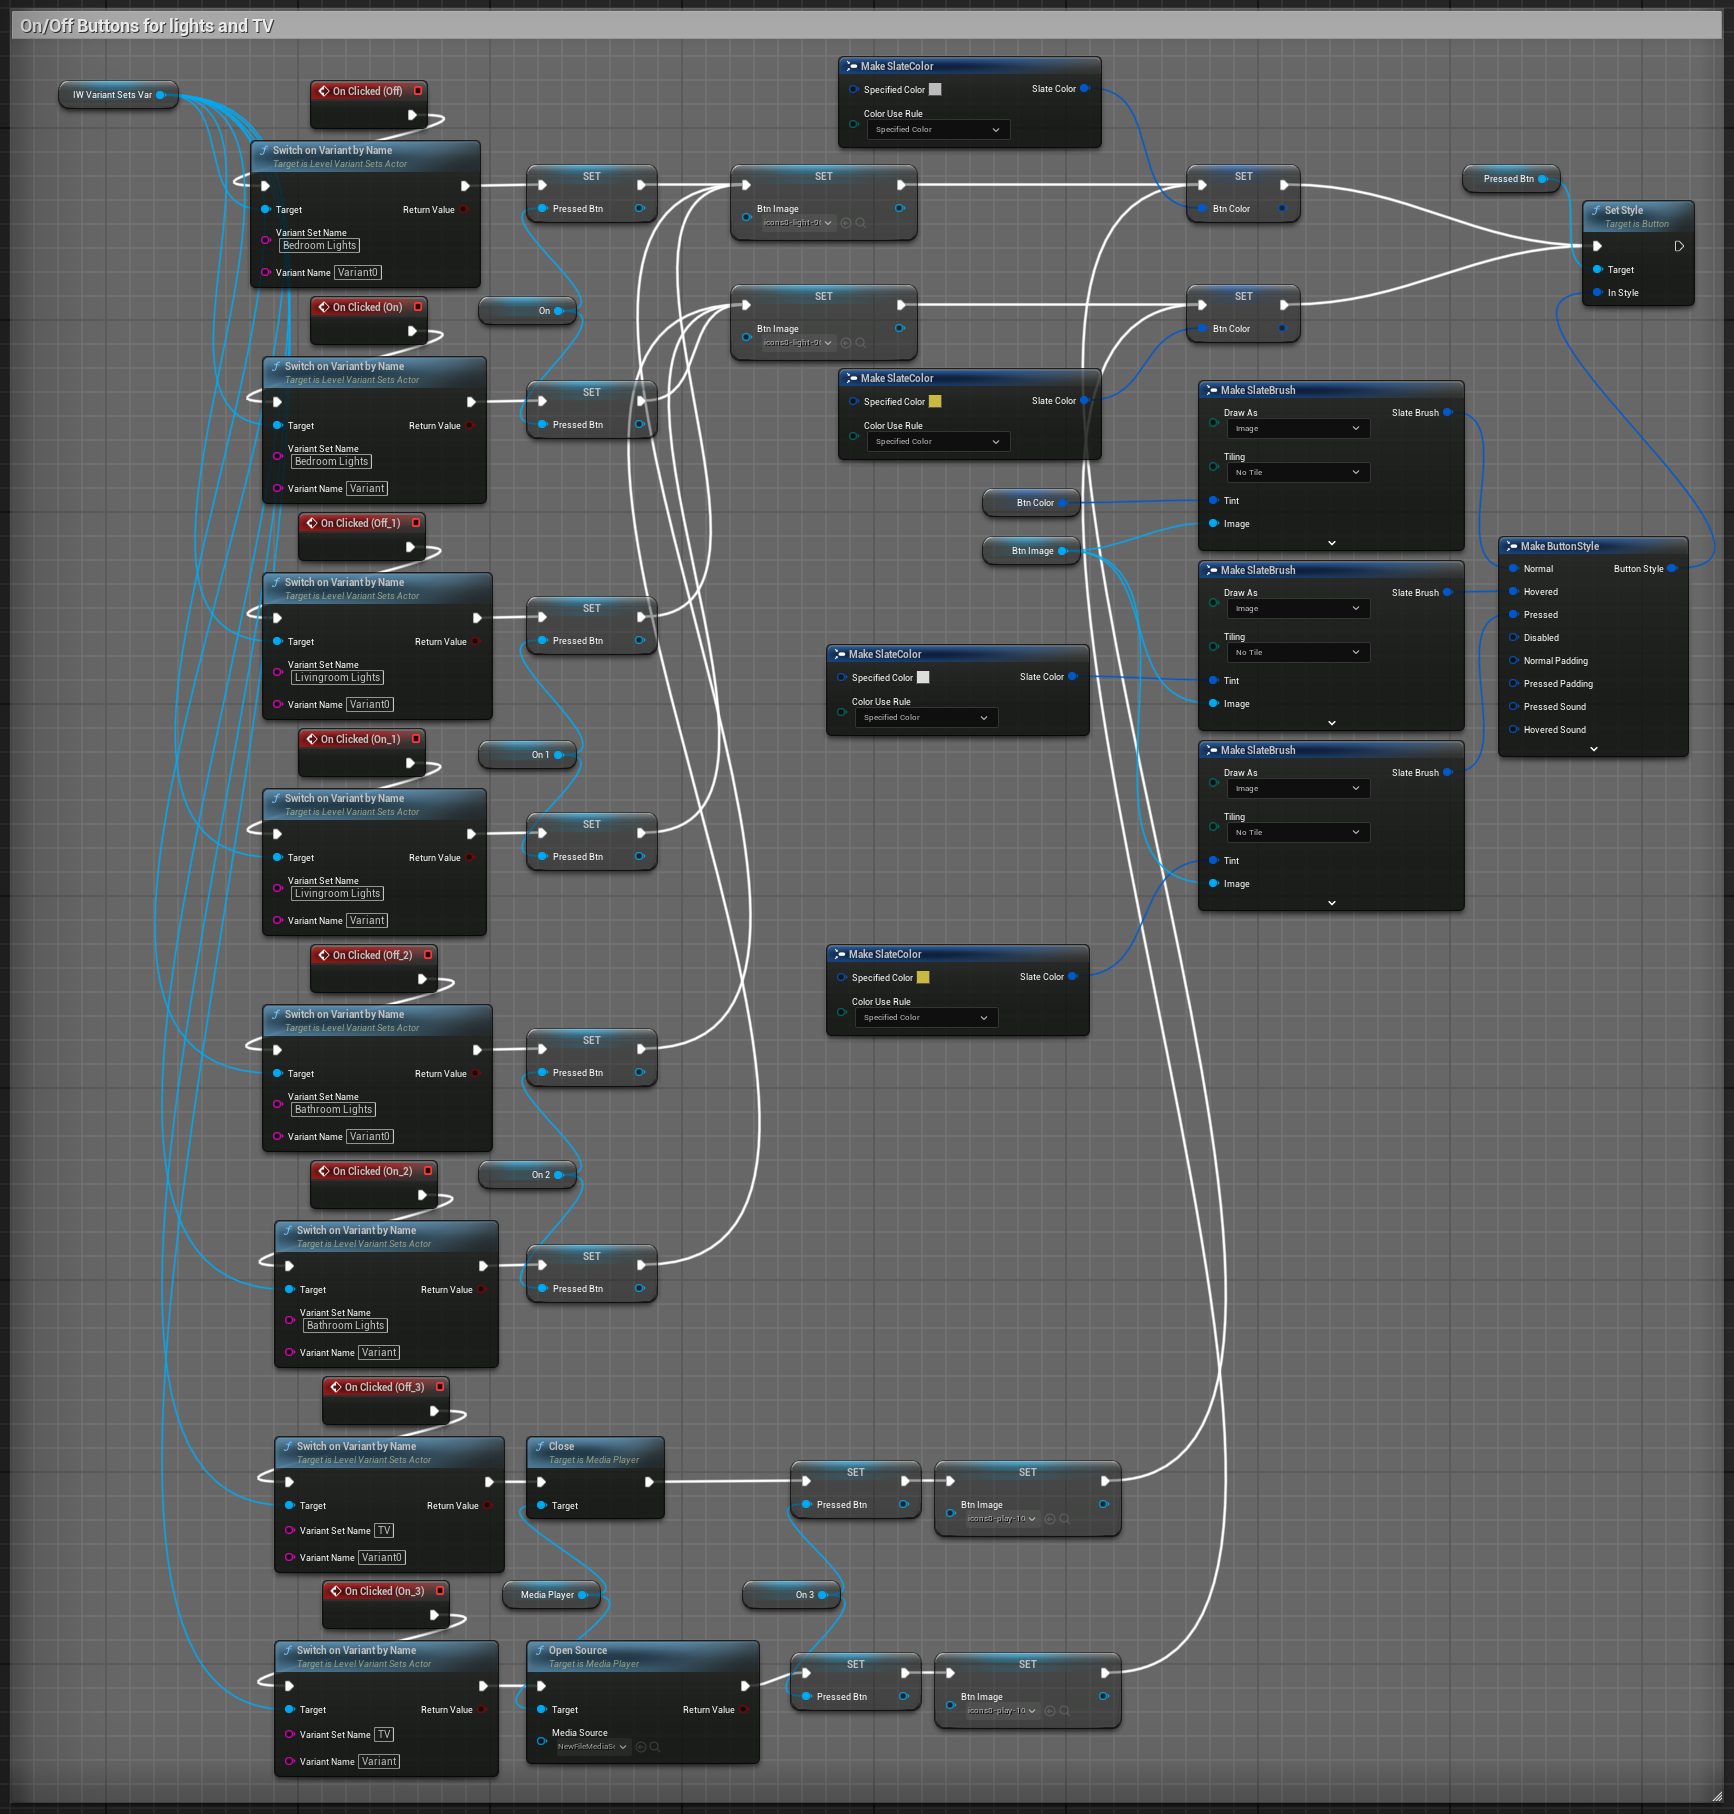 On/Off Buttons for lights and TV
IW Variant Sets Var
On Clicked (Off)
Switch on Variant by Name
Target is Level Variant Sets Actor
Target
Return Value
Variant Set Name
Bedroom Lights
Variant Name Variant0
SET
Pressed Btn
SET
Btn Image
Make SlateColor
Specified Color
Slate Color
Color Use Rule
Specified Color
SET
Btn Color
Pressed Btn
Set Style
Target is Button
Target
In Style
On Clicked (On)
Switch on Variant by Name
Target is Level Variant Sets Actor
Target
Return Value
Variant Set Name
Bedroom Lights
Variant Name Variant
On
SET
Pressed Btn
SET
Btn Image
Make SlateColor
Specified Color
Slate Color
Color Use Rule
Specified Color
SET
Btn Color
Btn Color
Btn Image
Make SlateBrush
Draw As
Slate Brush
Image
Tiling
No Tile
Tint
Image
On Clicked (Off_1)
Switch on Variant by Name
Target is Level Variant Sets Actor
Target
Return Value
Variant Set Name
Livingroom Lights
Variant Name Variant0
SET
Pressed Btn
Make SlateColor
Specified Color
Slate Color
Color Use Rule
Specified Color
Make SlateBrush
Draw As
Slate Brush
Image
Tiling
No Tile
Tint
Image
Make ButtonStyle
Normal
Button Style
Hovered
Pressed
Disabled
Normal Padding
Pressed Padding
Pressed Sound
Hovered Sound
On Clicked (On_1)
Switch on Variant by Name
Target is Level Variant Sets Actor
Target
Return Value
Variant Set Name
Livingroom Lights
Variant Name Variant
On 1
SET
Pressed Btn
Make SlateBrush
Draw As
Slate Brush
Image
Tiling
No Tile
Tint
Image
On Clicked (Off_2)
Switch on Variant by Name
Target is Level Variant Sets Actor
Target
Return Value
Variant Set Name
Bathroom Lights
Variant Name Variant0
SET
Pressed Btn
Make SlateColor
Specified Color
Slate Color
Color Use Rule
Specified Color
On Clicked (On_2)
Switch on Variant by Name
Target is Level Variant Sets Actor
Target
Return Value
Variant Set Name
Bathroom Lights
Variant Name Variant
On 2
SET
Pressed Btn
On Clicked (Off_3)
Switch on Variant by Name
Target is Level Variant Sets Actor
Target
Return Value
Variant Set Name TV
Variant Name Variant0
Close
Target is Media Player
Target
SET
Pressed Btn
SET
Btn Image
icons8-play-10
On Clicked (On_3)
Switch on Variant by Name
Target is Level Variant Sets Actor
Target
Return Value
Variant Set Name TV
Variant Name Variant
Media Player
On 3
Open Source
Target is Media Player
Target
Return Value
Media Source
SET
Pressed Btn
SET
Btn Image
icons8-play-10